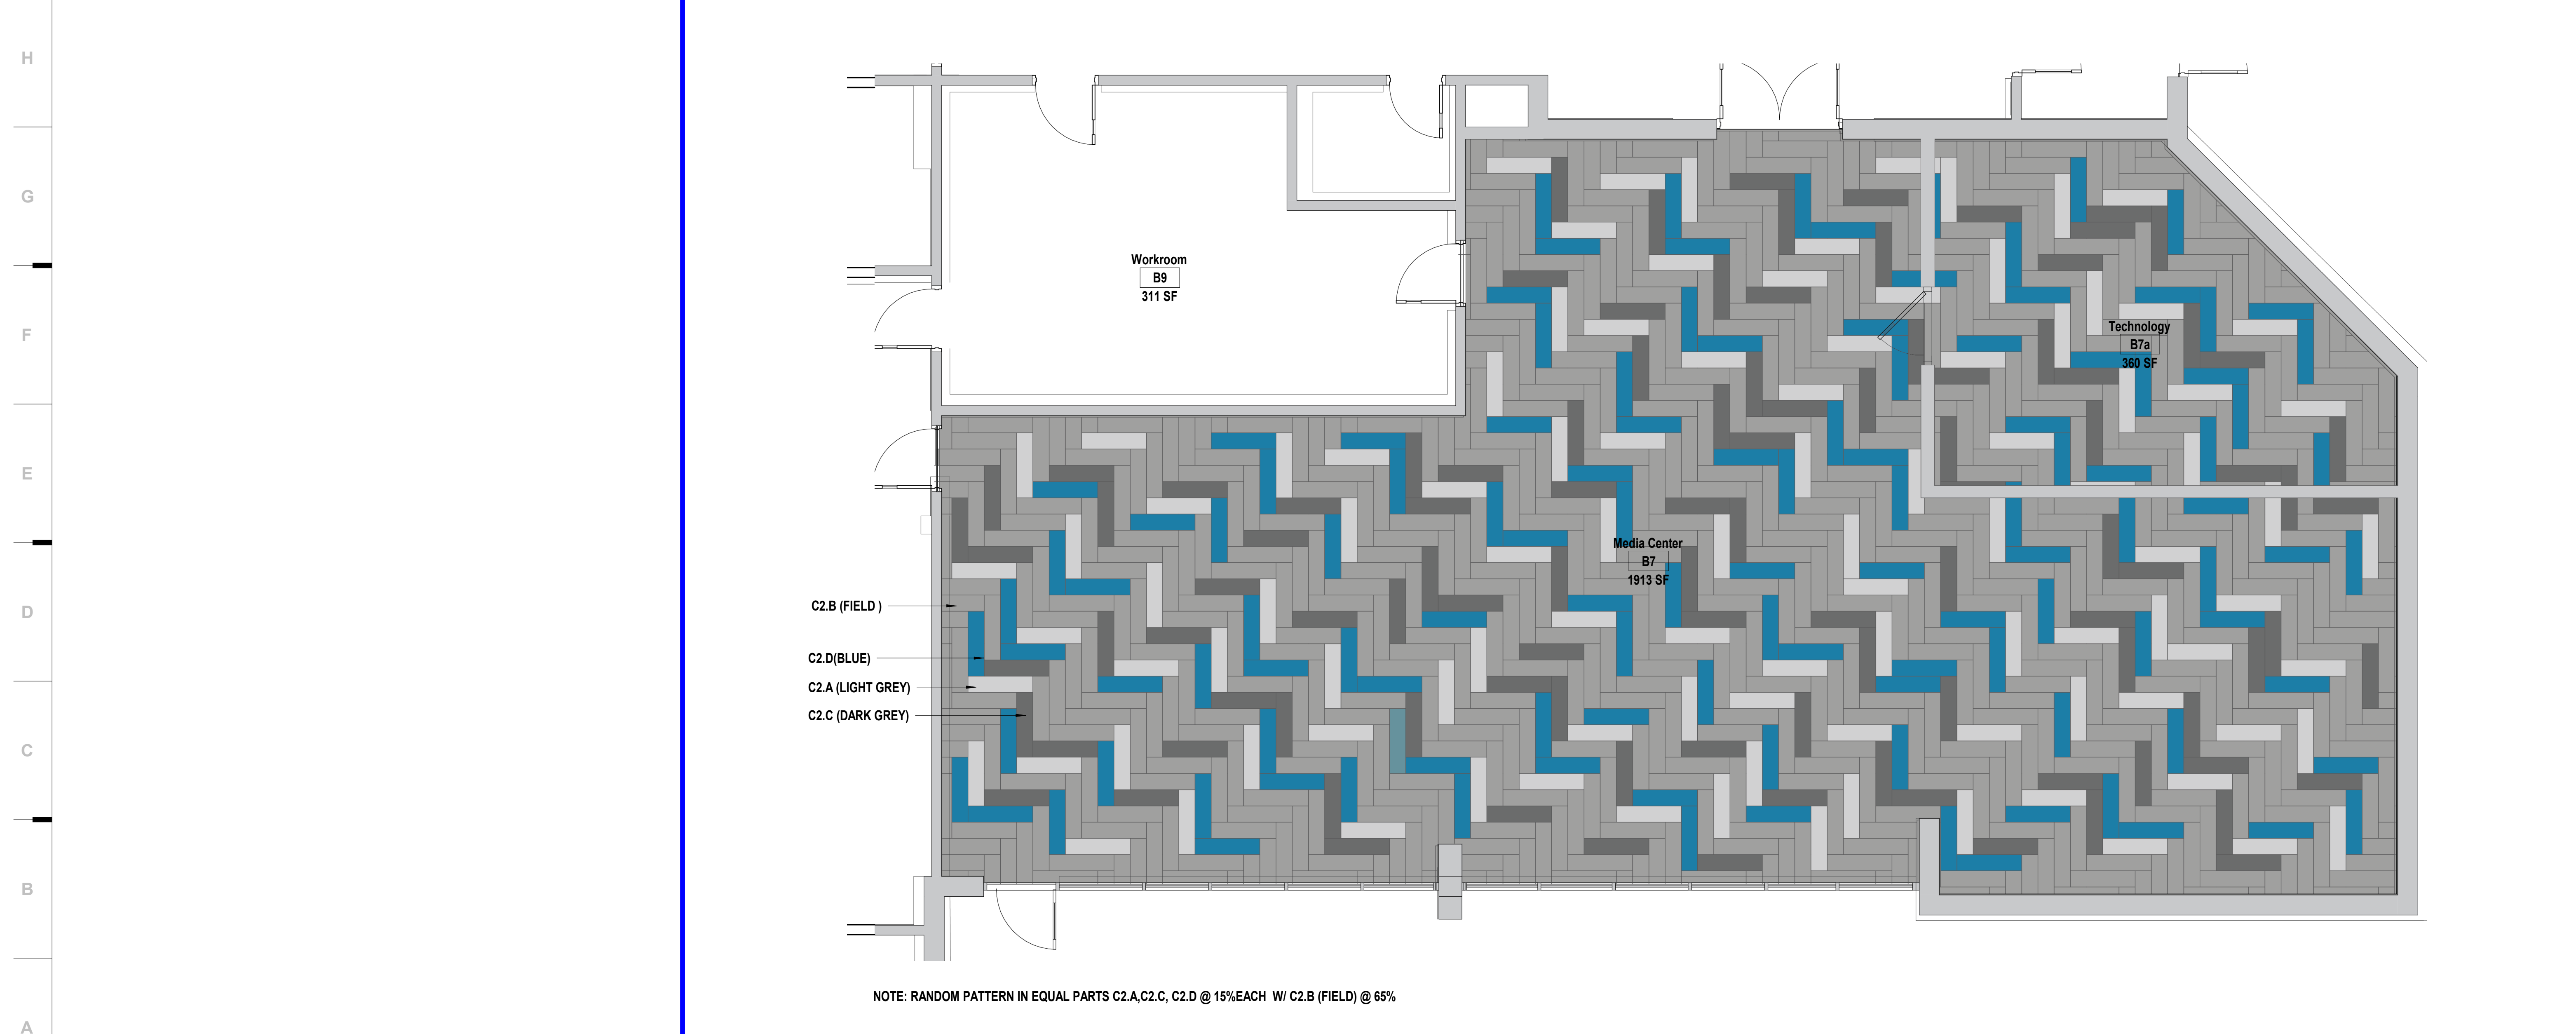 H
G
F
E
D
C
B
A
Workroom
B9
311 SF
Technology
B7a
360 SF
Media Center
B7
1913 SF
C2.B (FIELD )
C2.D(BLUE)
C2.A (LIGHT GREY)
C2.C (DARK GREY)
NOTE: RANDOM PATTERN IN EQUAL PARTS C2.A,C2.C, C2.D @ 15%EACH W/ C2.B (FIELD) @ 65%